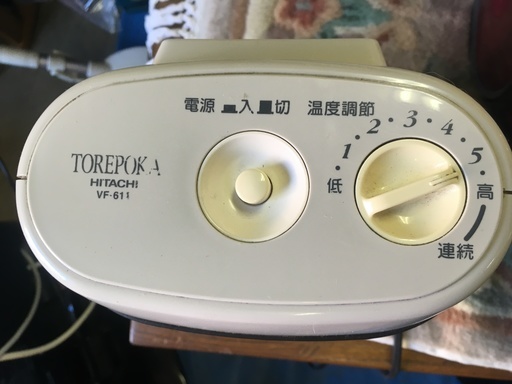 電源 入 切 温度調節
TOREPOKA
HITACHI
VF-611
低 ・ 1 ・ 2 ・ 3 ・ 4 ・ 5 ・ 高
連続